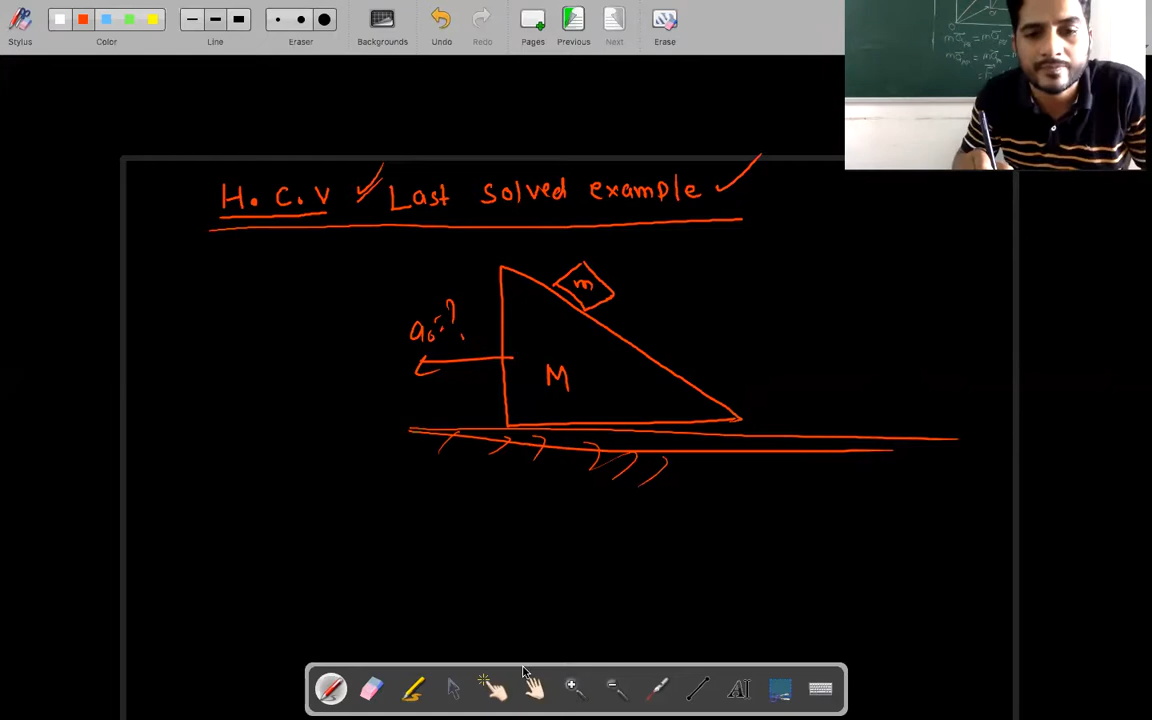 Stylus
Color
Line
Eraser
Backgrounds
Undo
Redo
Pages
Previous
Next
Erase
H.C.V Last solved example
m
a₀=?
M